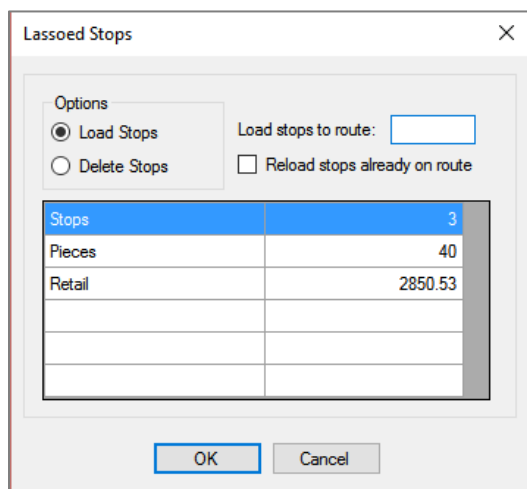 Lassoed Stops
Options
Load Stops
Delete Stops
Load stops to route:
Reload stops already on route
Stops 3
Pieces 40
Retail 2850.53
OK Cancel